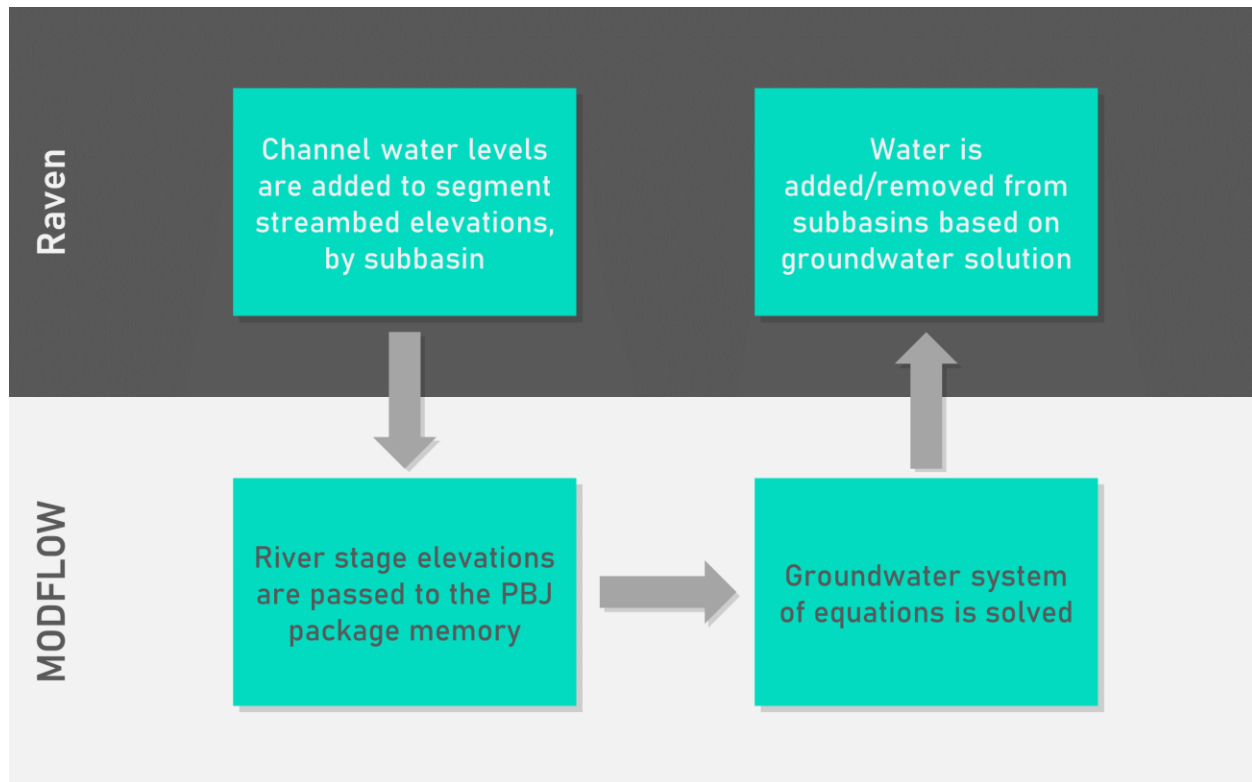 Raven
Channel water levels
are added to segment
streambed elevations,
by subbasin
Water is
added/removed from
subbasins based on
groundwater solution
MODFLOW
River stage elevations
are passed to the PBJ
package memory
Groundwater system
of equations is solved